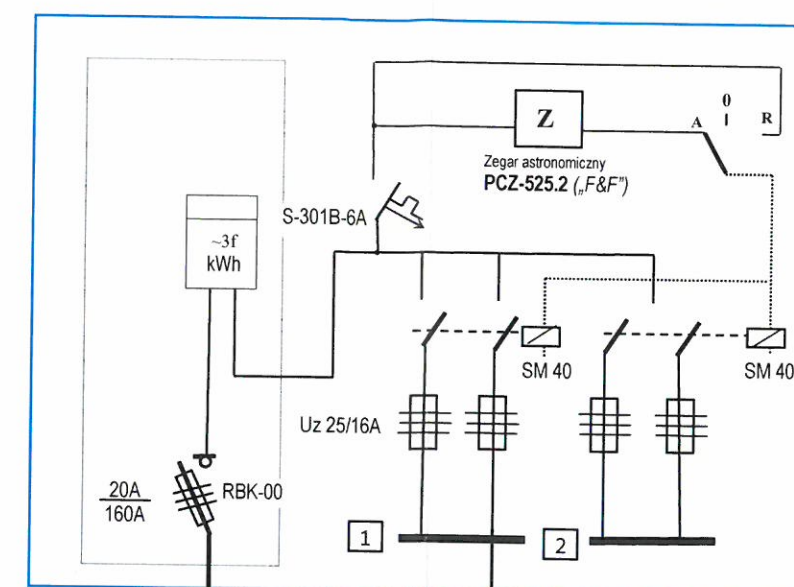 0
A
R
Z
Zegar astronomiczny
PCZ-525.2 („F&F”)
S-301B-6A
~3f
kWh
SM 40
SM 40
Uz 25/16A
20A
160A
RBK-00
1
2